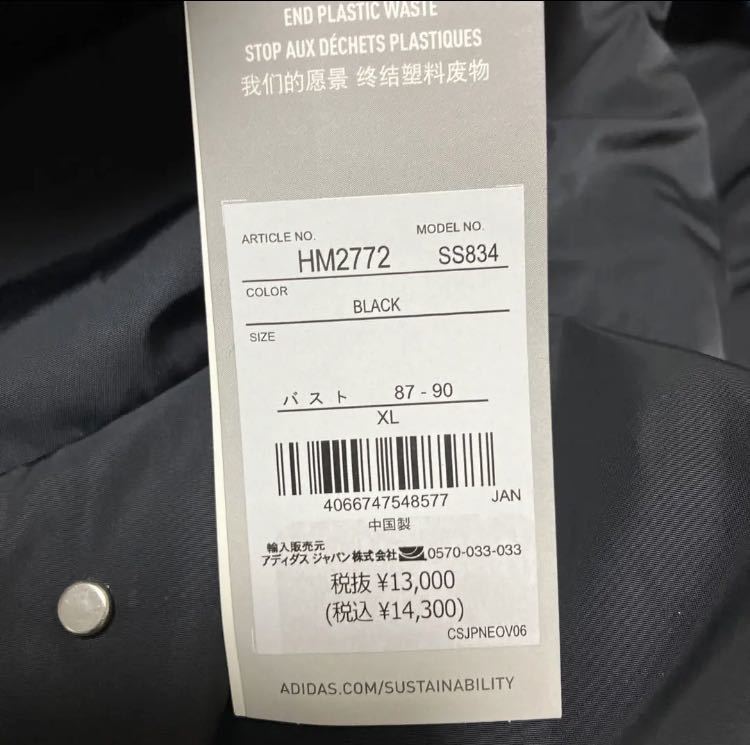 END PLASTIC WASTE
STOP AUX DÉCHETS PLASTIQUES
我们的愿景 终结塑料废物
ARTICLE NO. MODEL NO.
HM2772 SS834
COLOR
BLACK
SIZE
バスト 87 - 90
XL
4066747548577 JAN
中国製
輸入販売元
アディダス ジャパン株式会社 0570-033-033
税抜 ¥13,000
(税込 ¥14,300)
CSJPNEOV06
ADIDAS.COM/SUSTAINABILITY